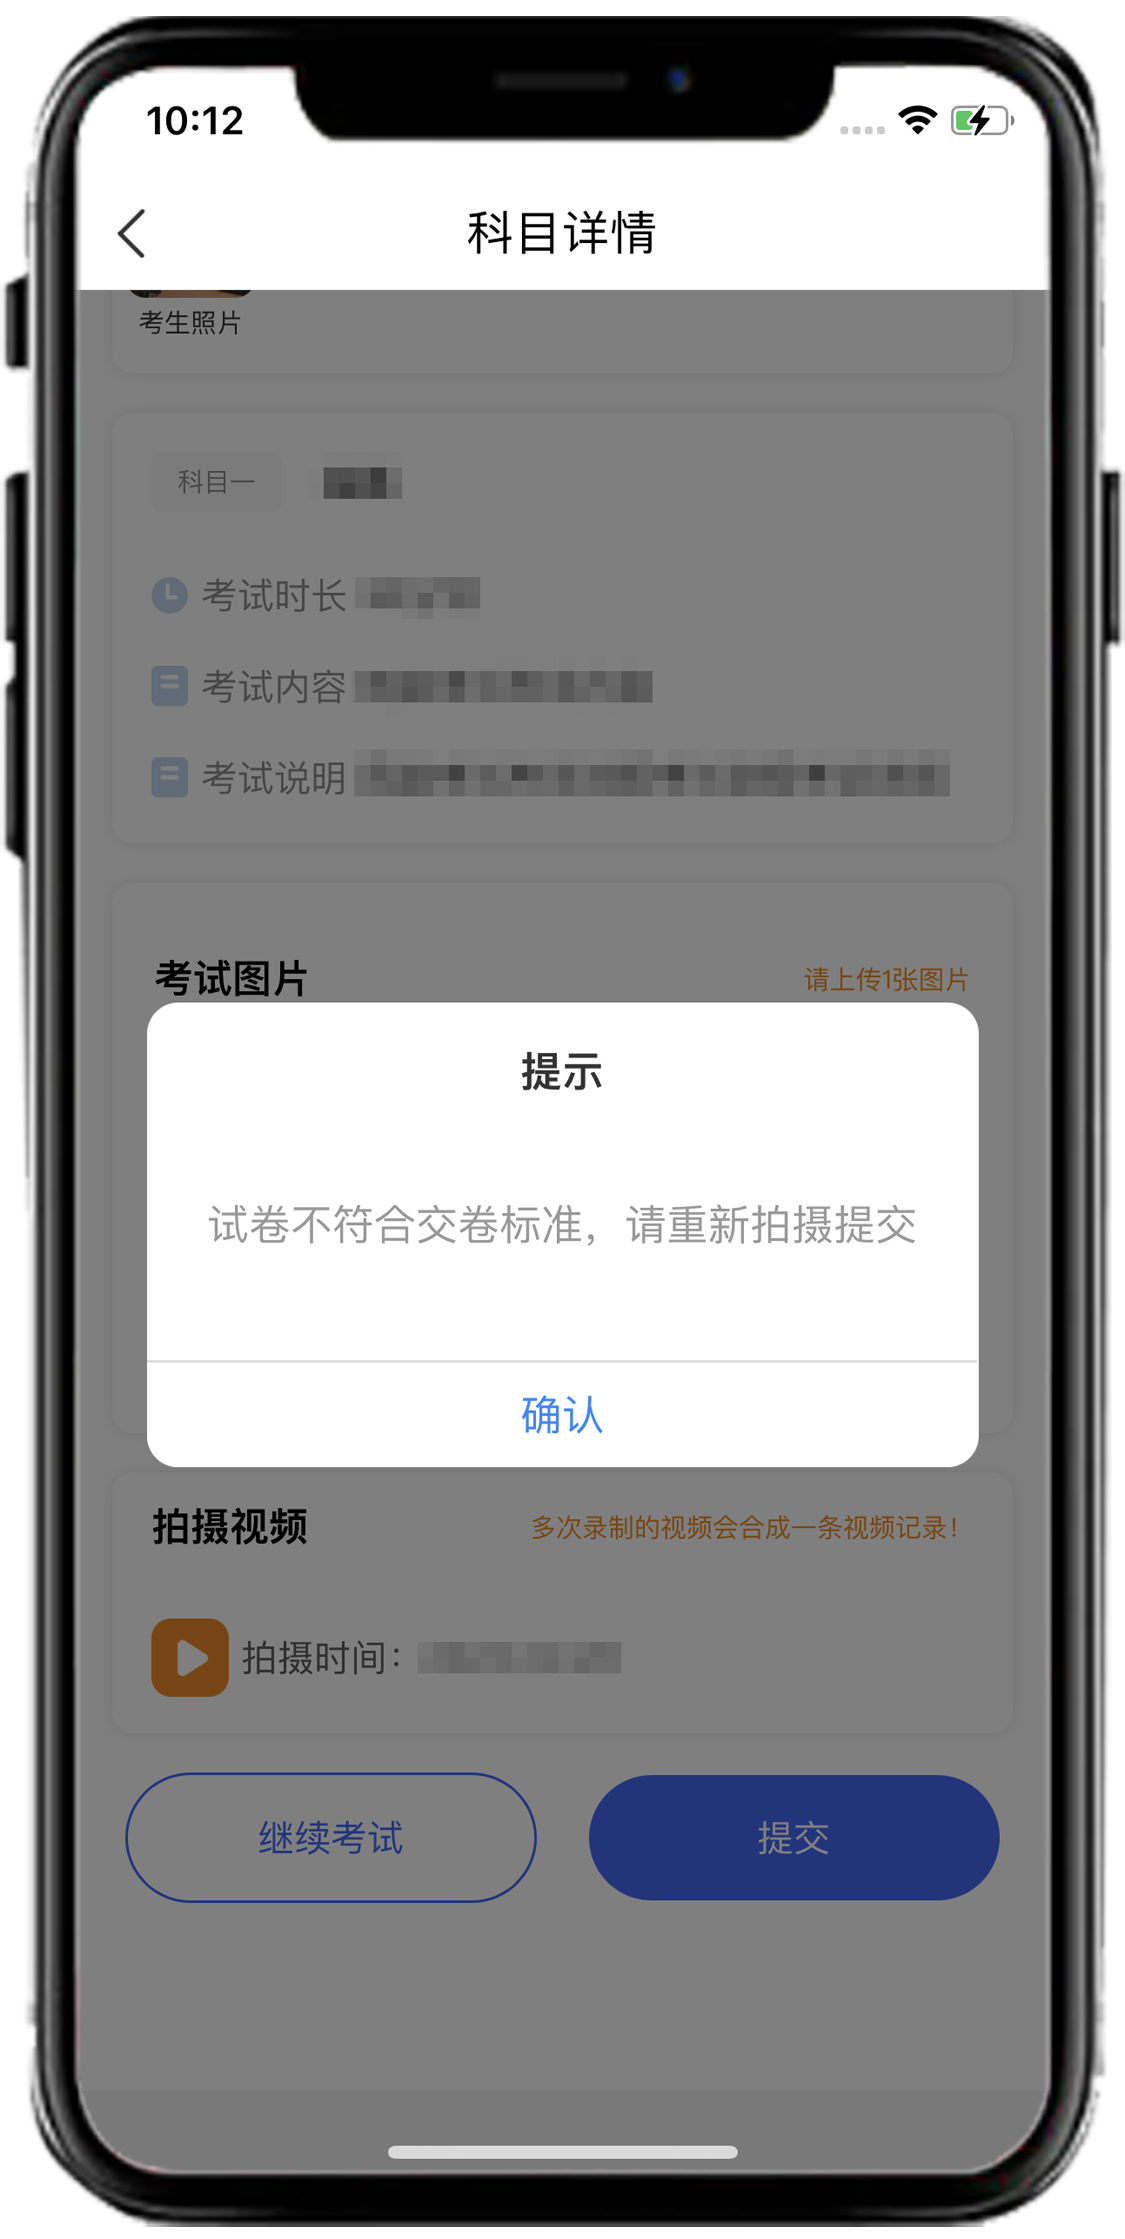 10:12
科目详情
考生照片
科目一
考试时长
考试内容
考试说明
考试图片 请上传1张图片
提示
试卷不符合交卷标准，请重新拍摄提交
确认
拍摄视频 多次录制的视频会合成一条视频记录！
拍摄时间：
继续考试 提交